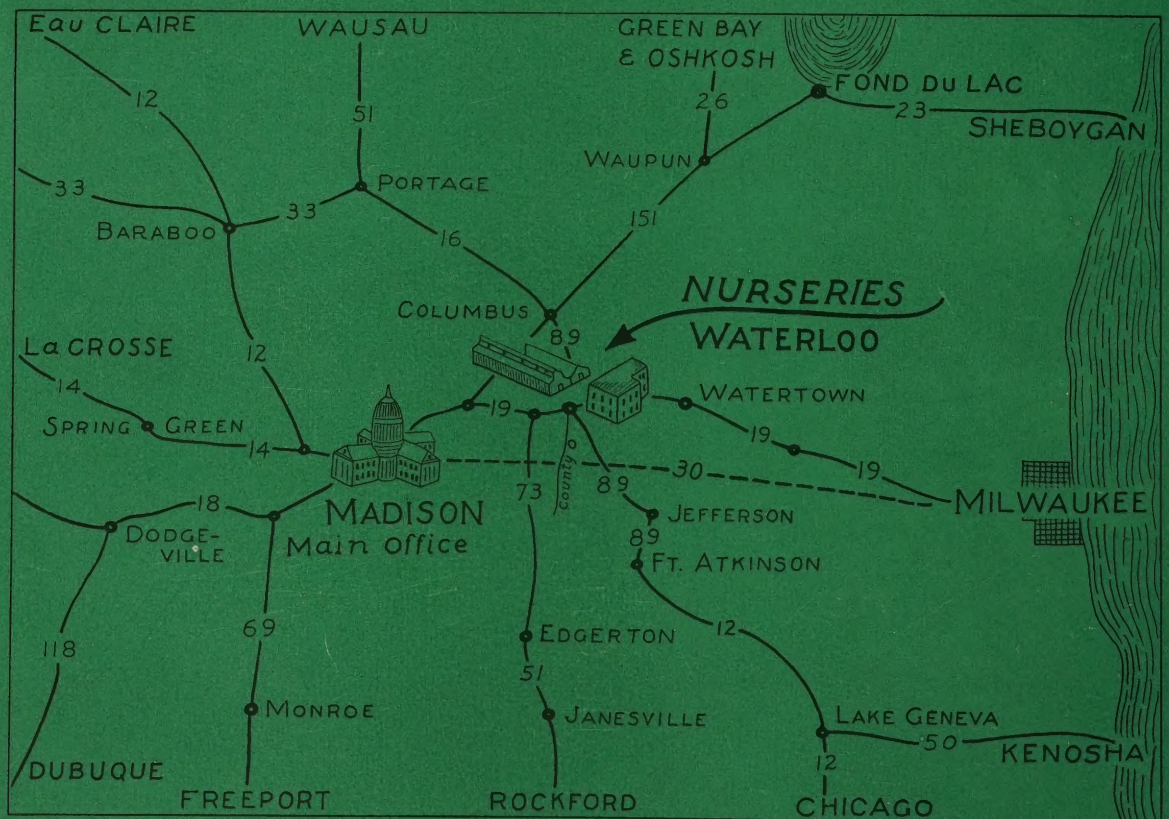 EAU CLAIRE
WAUSAU
GREEN BAY
& OSHKOSH
FOND DU LAC
12
51
26
23
SHEBOYGAN
WAUPUN
33
PORTAGE
33
BARABOO
151
16
NURSERIES
COLUMBUS
89
WATERLOO
La CROSSE
12
14
WATERTOWN
19
SPRING GREEN
14
19
19
30
County O
73
89
MILWAUKEE
18
MADISON
Main Office
JEFFERSON
DODGE-
VILLE
89
FT. ATKINSON
69
12
EDGERTON
118
51
MONROE
JANESVILLE
LAKE GENEVA
50
KENOSHA
12
DUBUQUE
FREEPORT
ROCKFORD
CHICAGO